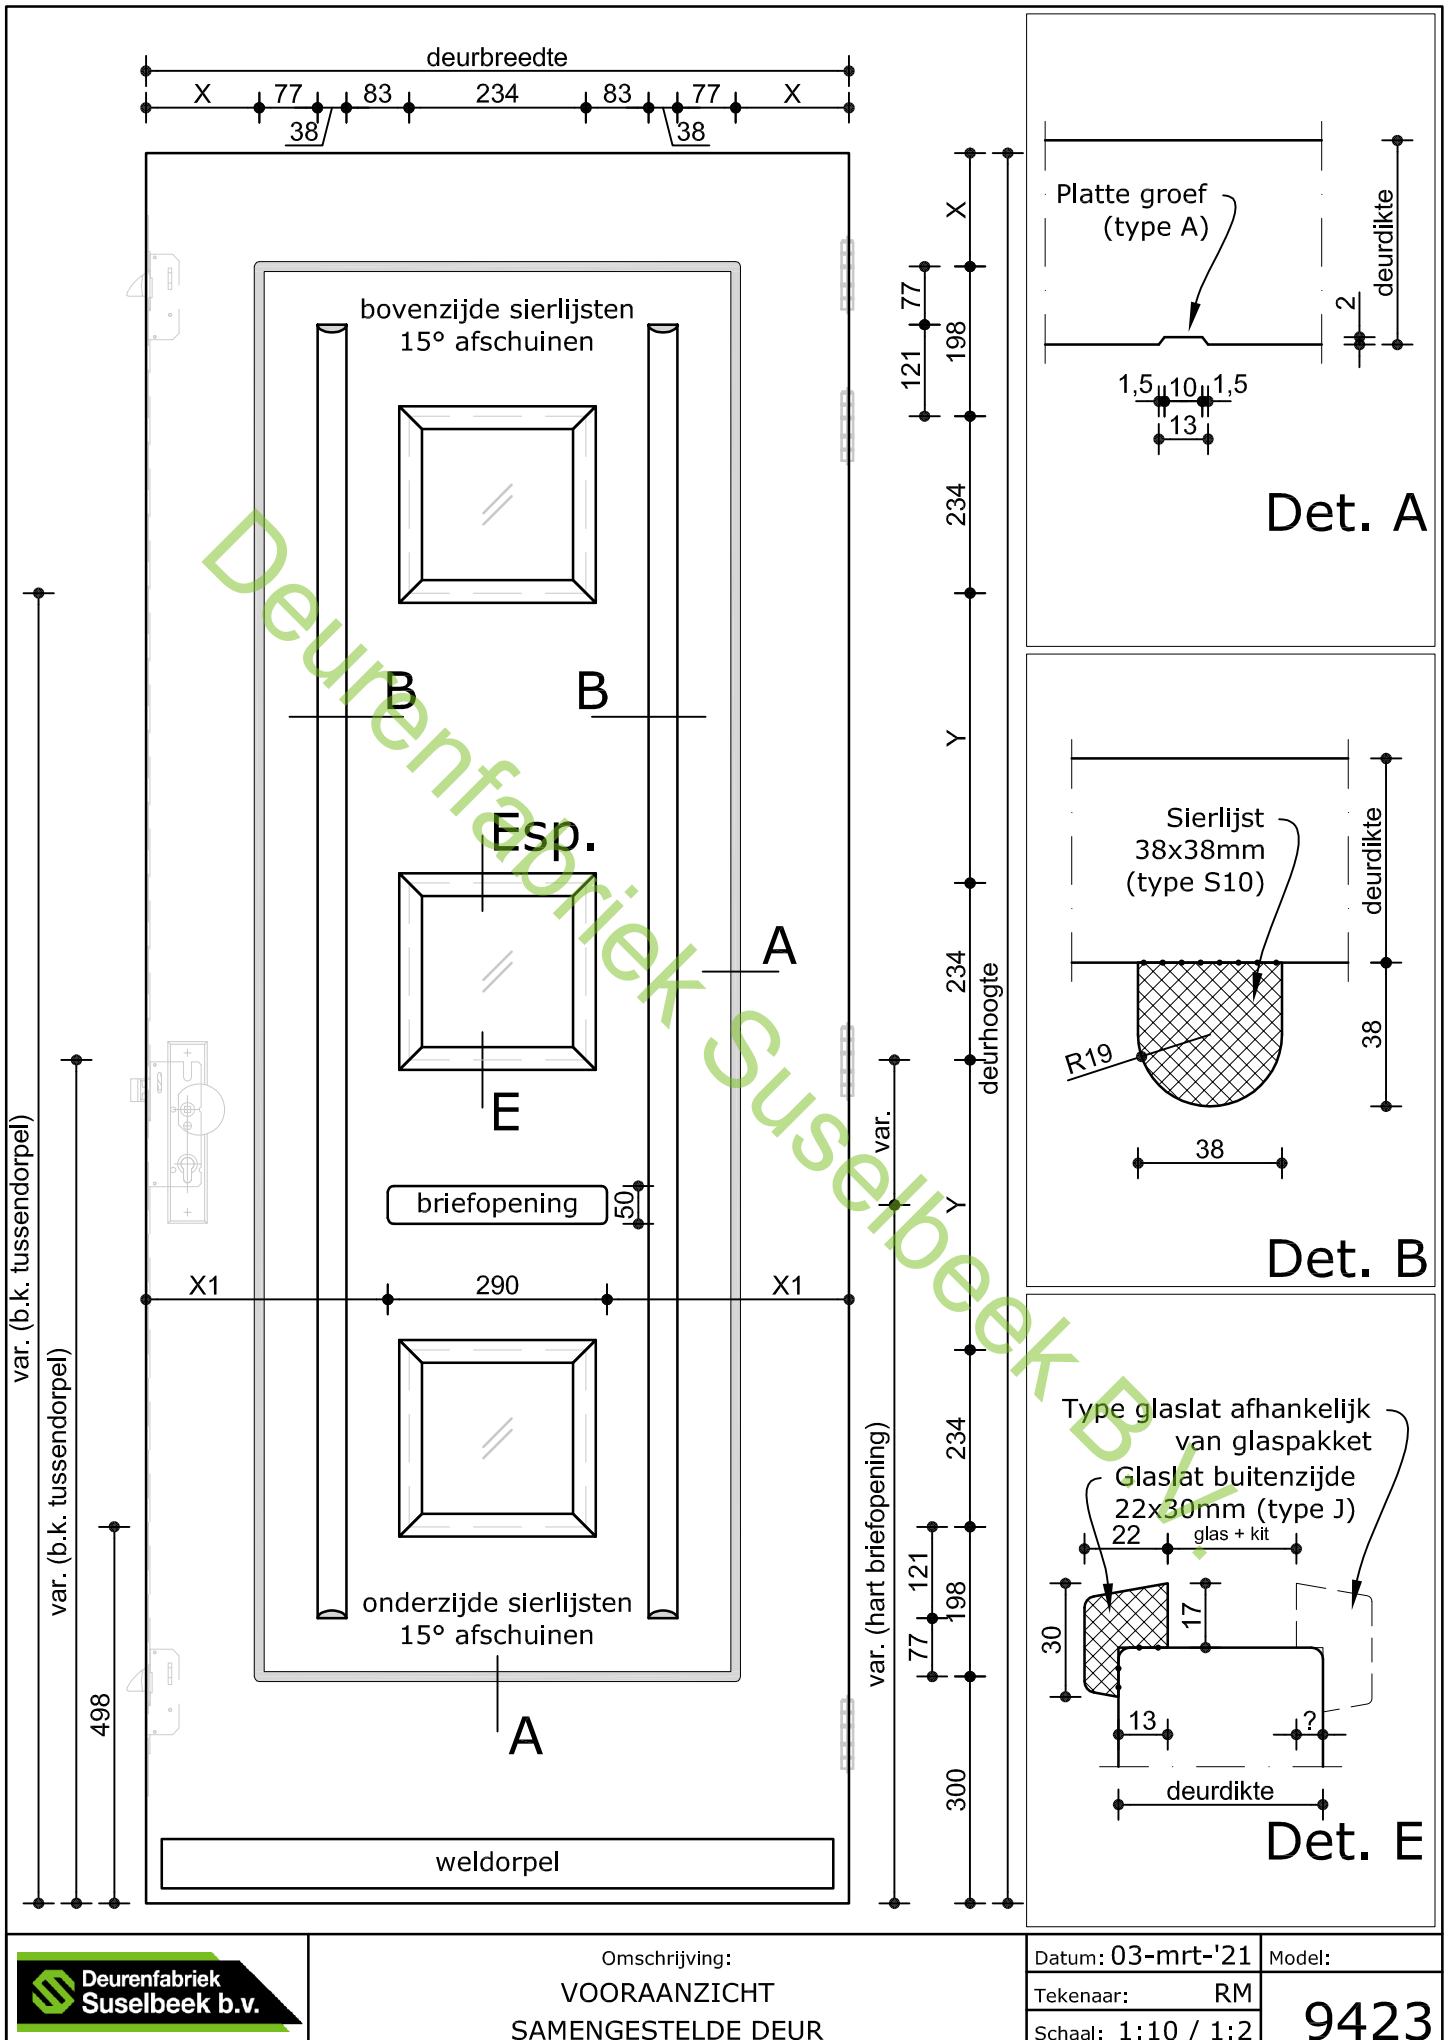 deurbreedte
X 77 83 234 83 77 X
38 38
bovenzijde sierlijsten
15° afschuinen
B B
Esp.
E
A
briefopening
50
X1 290 X1
onderzijde sierlijsten
15° afschuinen
A
weldorpel
var. (b.k. tussendorpel)
var. (b.k. tussendorpel)
498
X
77
121
198
234
Y
234
deurhoogte
var.
Y
var. (hart briefopening)
234
121
77
198
300
Deurenfabriek Suselbeek B.V.
Platte groef
(type A)
deurdikte
2
1,5 10 1,5
13
Det. A
Sierlijst
38x38mm
(type S10)
deurdikte
R19
38
38
Det. B
Type glaslat afhankelijk
van glaspakket
Glaslat buitenzijde
22x30mm (type J)
22 glas + kit
30
17
13 ?
deurdikte
Det. E
Deurenfabriek
Suselbeek b.v.
Omschrijving:
VOORAANZICHT
SAMENGESTELDE DEUR
Datum: 03-mrt-'21
Tekenaar: RM
Schaal: 1:10 / 1:2
Model:
9423